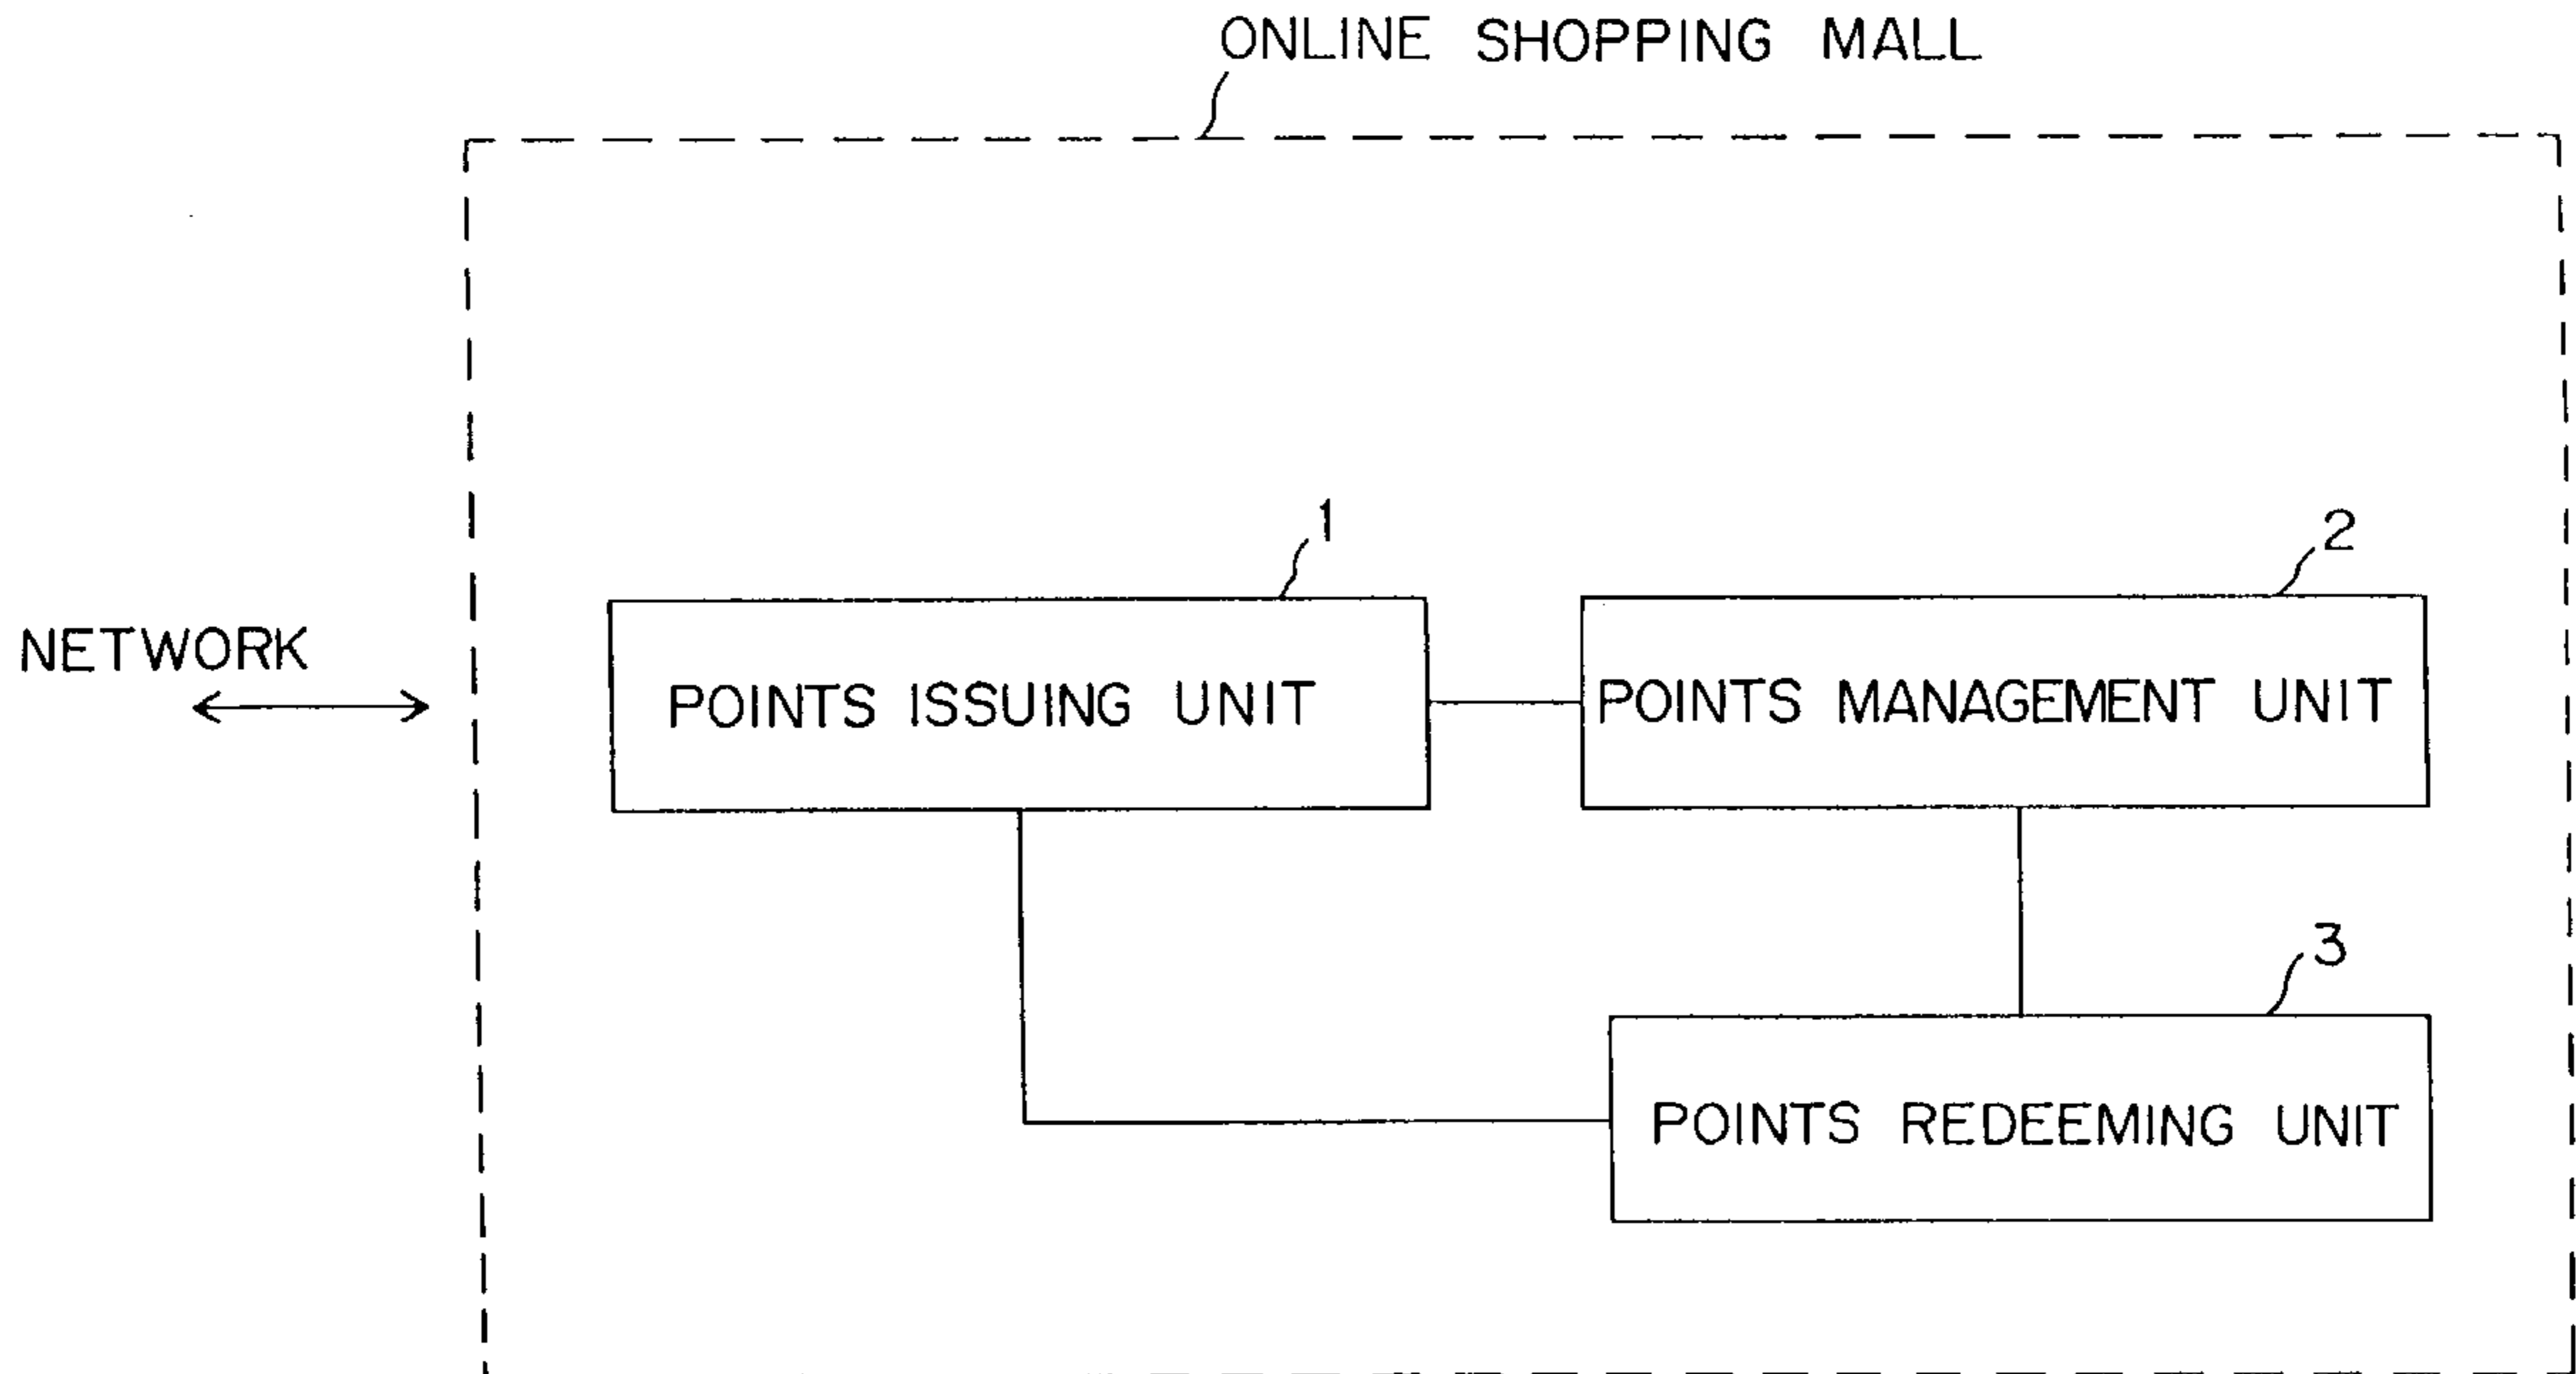 ONLINE SHOPPING MALL
1
2
NETWORK
POINTS ISSUING UNIT
POINTS MANAGEMENT UNIT
3
POINTS REDEEMING UNIT